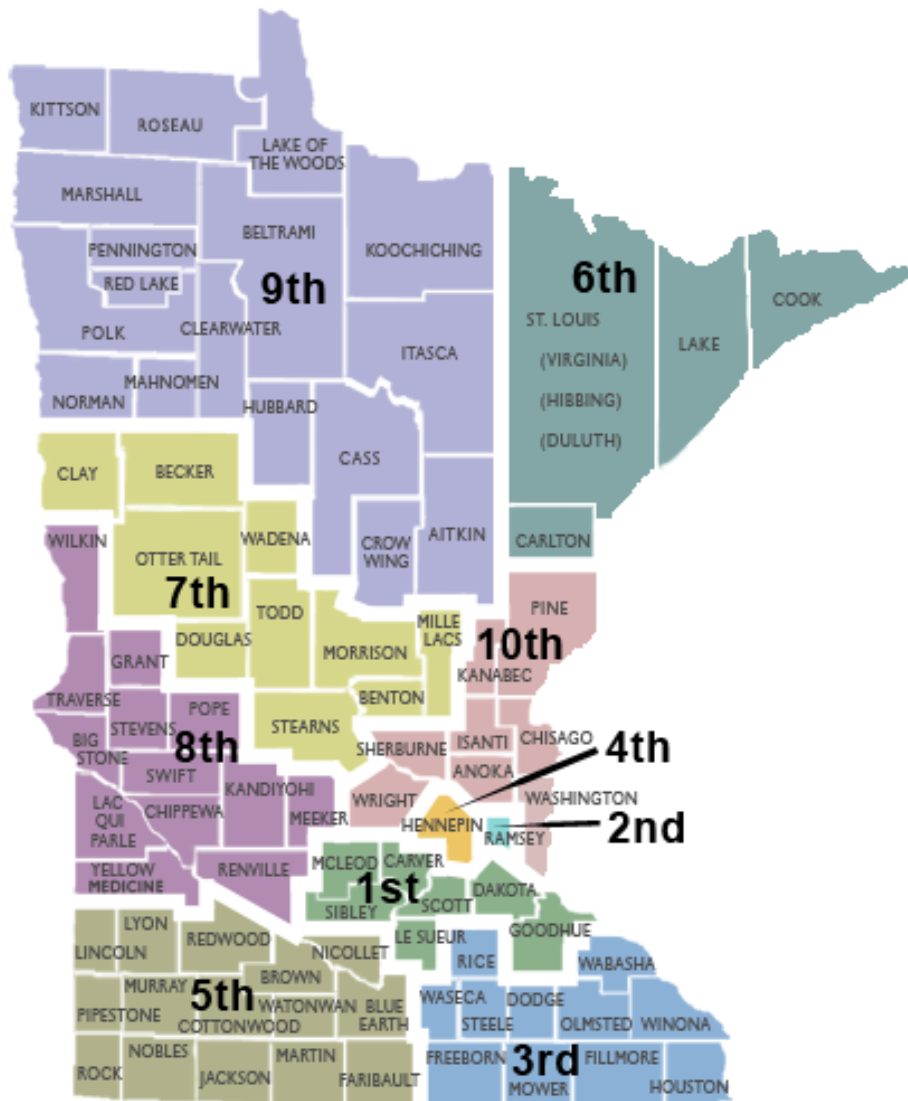 KITTSON
ROSEAU
LAKE OF
THE WOODS
MARSHALL
BELTRAMI
KOOCHICHING
PENNINGTON
RED LAKE
9th
6th
COOK
POLK
CLEARWATER
ST. LOUIS
ITASCA
LAKE
(VIRGINIA)
MAHNOMEN
NORMAN
HUBBARD
(HIBBING)
(DULUTH)
CASS
CLAY
BECKER
WILKIN
WADENA
AITKIN
CROW
WING
CARLTON
OTTER TAIL
7th
TODD
PINE
MILLE
LACS
DOUGLAS
10th
GRANT
MORRISON
KANABEC
TRAVERSE
BENTON
POPE
STEVENS
STEARNS
BIG
STONE
8th
SHERBURNE
ISANTI
CHISAGO
4th
SWIFT
ANOKA
KANDIYOHI
WRIGHT
WASHINGTON
LAC
QUI
PARLE
CHIPPEWA
MEEKER
HENNEPIN
RAMSEY
2nd
YELLOW
MEDICINE
RENVILLE
MCLEOD
CARVER
1st
DAKOTA
SCOTT
SIBLEY
LYON
REDWOOD
LE SUEUR
GOODHUE
LINCOLN
NICOLLET
RICE
WABASHA
BROWN
MURRAY
5th
WATONWAN
BLUE
EARTH
WASECA
DODGE
PIPESTONE
COTTONWOOD
STEELE
OLMSTED
WINONA
NOBLES
MARTIN
FREEBORN
3rd
FILLMORE
ROCK
JACKSON
FARIBAULT
MOWER
HOUSTON